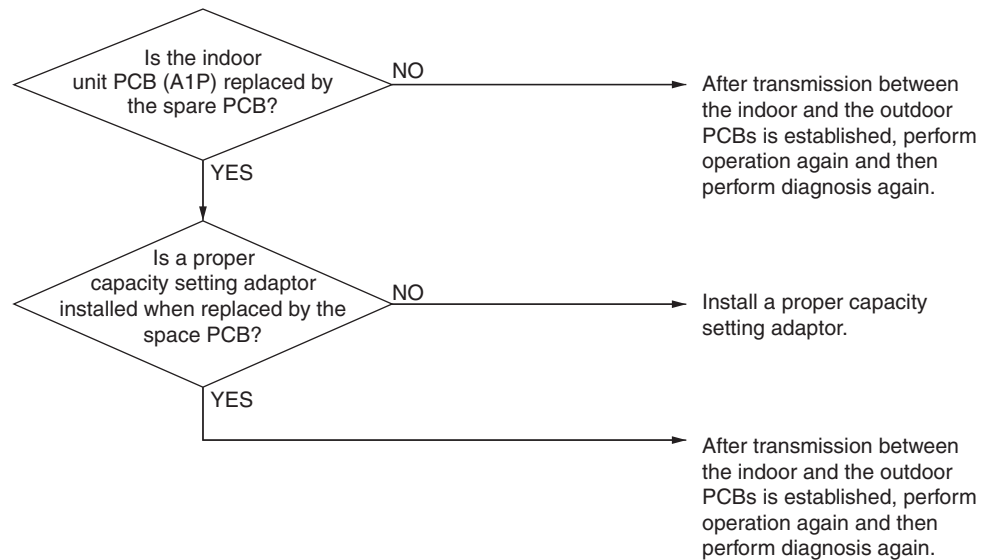 Is the indoor
unit PCB (A1P) replaced by
the spare PCB?
NO
After transmission between
the indoor and the outdoor
PCBs is established, perform
operation again and then
perform diagnosis again.
YES
Is a proper
capacity setting adaptor
installed when replaced by the
space PCB?
NO
Install a proper capacity
setting adaptor.
YES
After transmission between
the indoor and the outdoor
PCBs is established, perform
operation again and then
perform diagnosis again.